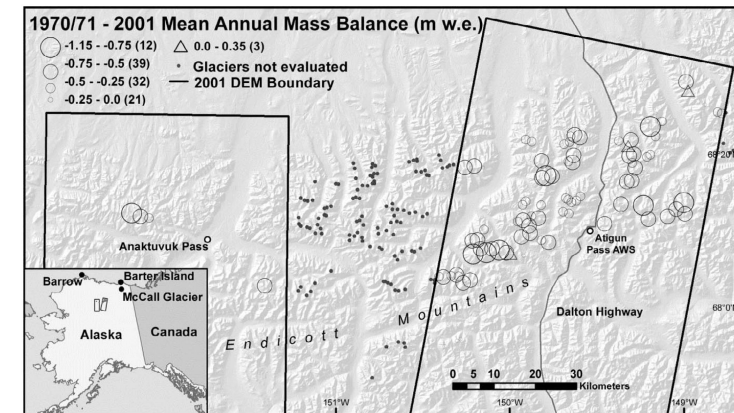 1970/71 - 2001 Mean Annual Mass Balance (m w.e.)
-1.15 - -0.75 (12)
0.0 - 0.35 (3)
-0.75 - -0.5 (39)
Glaciers not evaluated
-0.5 - -0.25 (32)
2001 DEM Boundary
-0.25 - 0.0 (21)
68°20'
Anaktuvuk Pass
Atigun
Pass AWS
Barrow
Barter Island
McCall Glacier
Alaska
Canada
Endicott Mountains
Dalton Highway
68°0'
0 5 10 20 30
Kilometers
151°W
150°W
149°W